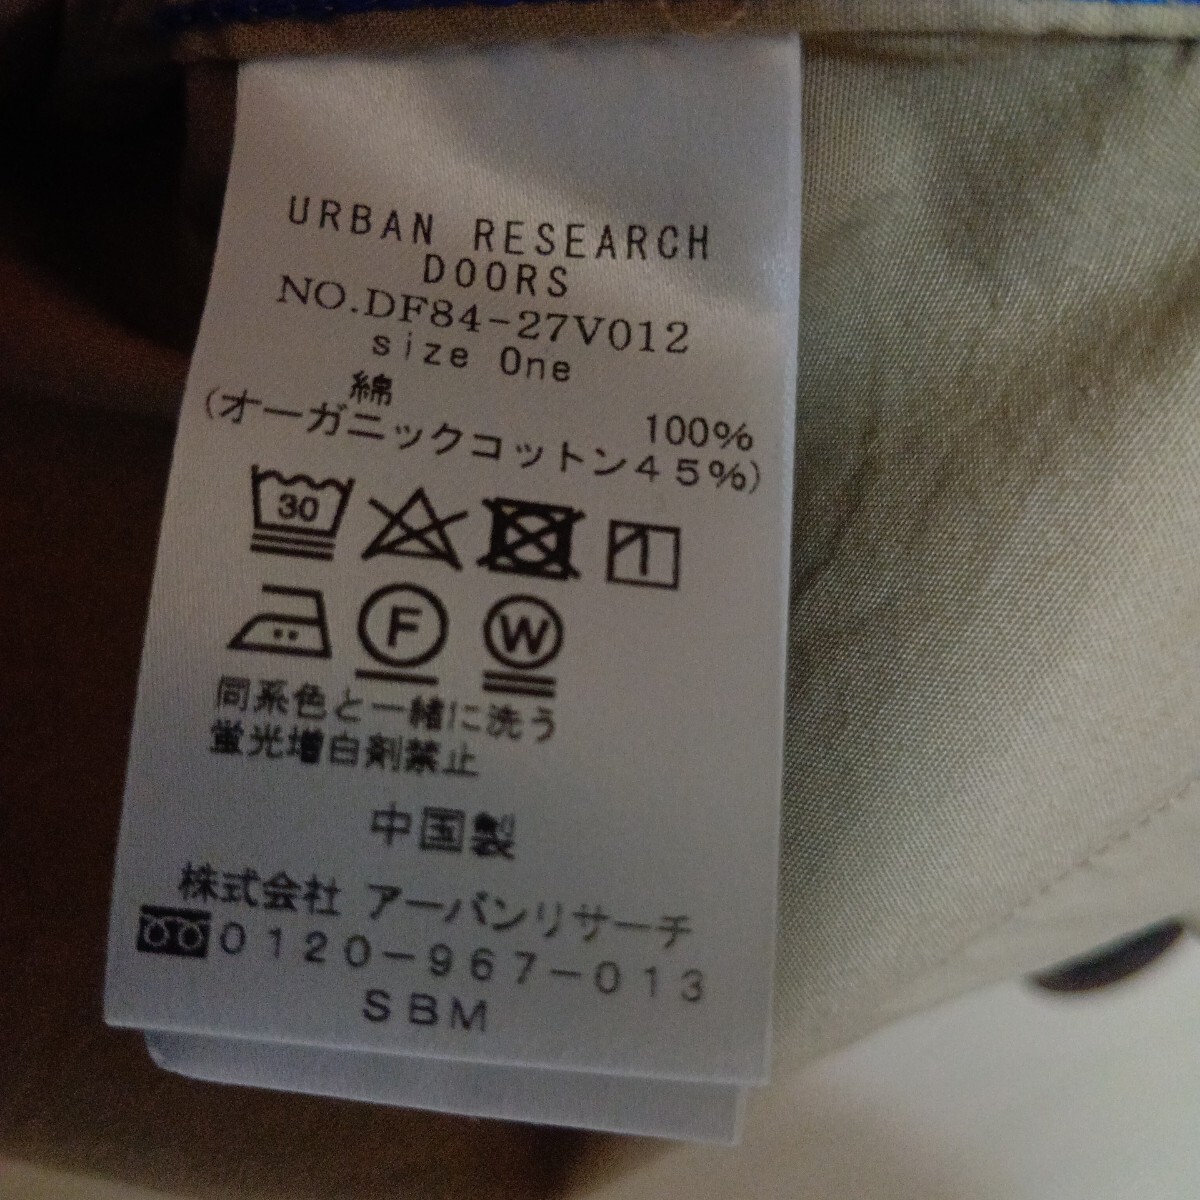 URBAN RESEARCH
DOORS
NO.DF84-27V012
size One
綿 100%
(オーガニックコットン45%)
30
F W
同系色と一緒に洗う
蛍光増白剤禁止
中国製
株式会社 アーバンリサーチ
0120-967-013
SBM